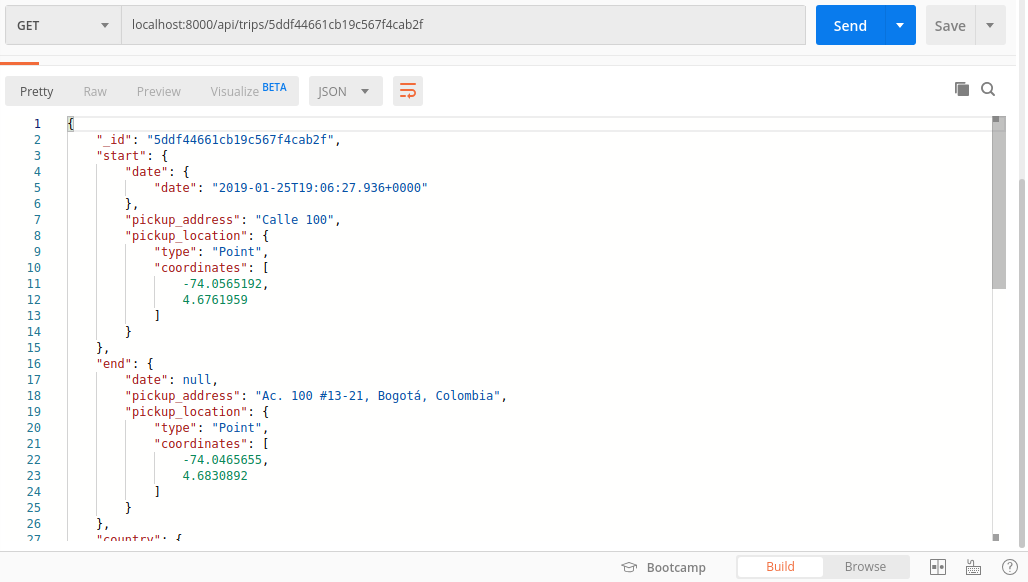 GET localhost:8000/api/trips/5ddf44661cb19c567f4cab2f Send Save
Pretty Raw Preview Visualize BETA JSON
1 {
2 "_id": "5ddf44661cb19c567f4cab2f",
3 "start": {
4 "date": {
5 "date": "2019-01-25T19:06:27.936+0000"
6 },
7 "pickup_address": "Calle 100",
8 "pickup_location": {
9 "type": "Point",
10 "coordinates": [
11 -74.0565192,
12 4.6761959
13 ]
14 }
15 },
16 "end": {
17 "date": null,
18 "pickup_address": "Ac. 100 #13-21, Bogotá, Colombia",
19 "pickup_location": {
20 "type": "Point",
21 "coordinates": [
22 -74.0465655,
23 4.6830892
24 ]
25 }
26 },
27 "country": {
Bootcamp Build Browse